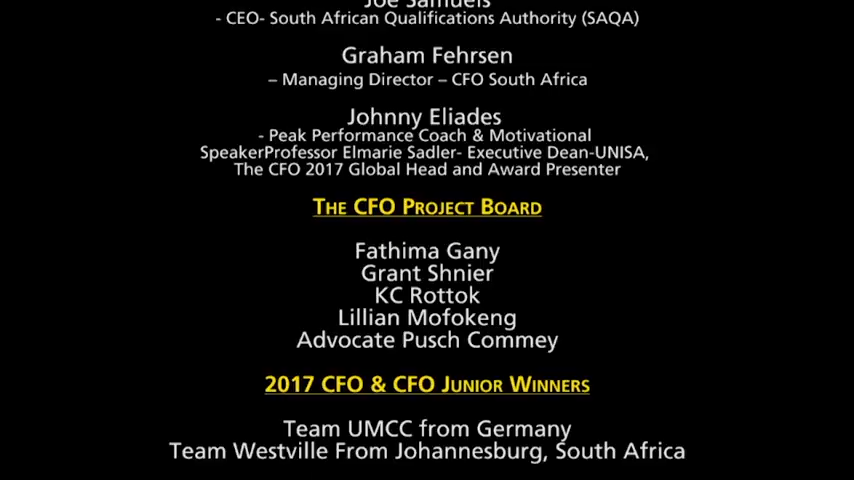 Joe Samuels
- CEO- South African Qualifications Authority (SAQA)
Graham Fehrsen
– Managing Director – CFO South Africa
Johnny Eliades
- Peak Performance Coach & Motivational
SpeakerProfessor Elmarie Sadler- Executive Dean-UNISA,
The CFO 2017 Global Head and Award Presenter
The CFO Project Board
Fathima Gany
Grant Shnier
KC Rottok
Lillian Mofokeng
Advocate Pusch Commey
2017 CFO & CFO Junior Winners
Team UMCC from Germany
Team Westville From Johannesburg, South Africa